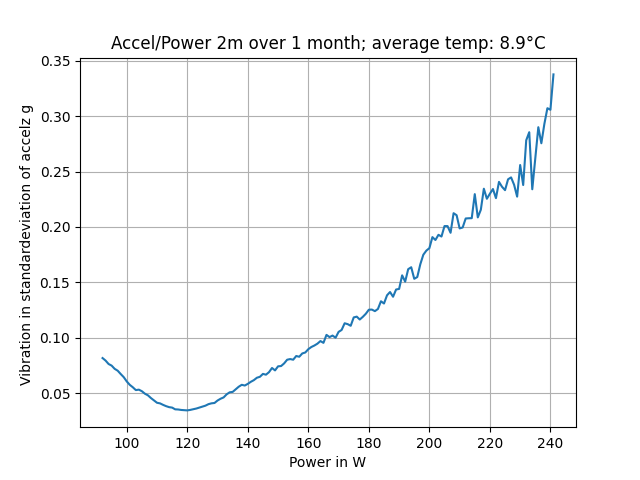 Accel/Power 2m over 1 month; average temp: 8.9°C
0.35
0.30
0.25
0.20
0.15
0.10
0.05
Vibration in standardeviation of accelz g
100 120 140 160 180 200 220 240
Power in W